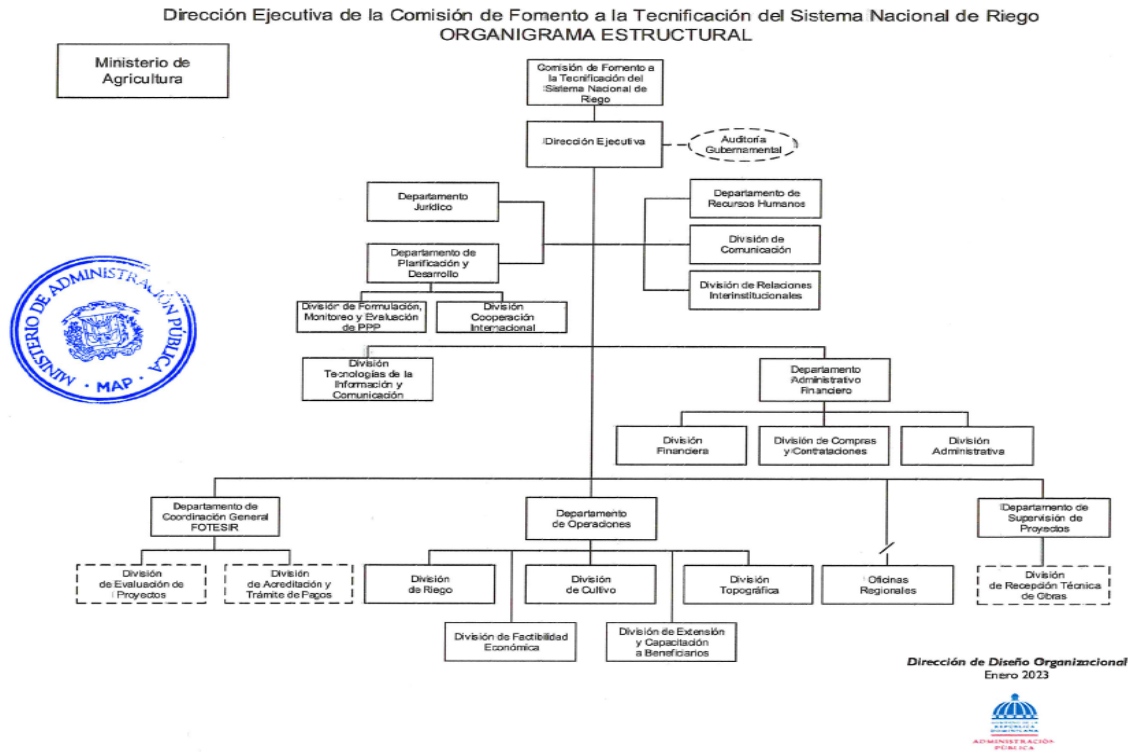 Dirección Ejecutiva de la Comisión de Fomento a la Tecnificación del Sistema Nacional de Riego
ORGANIGRAMA ESTRUCTURAL
Ministerio de
Agricultura
Comisión de Fomento a
la Tecnificación del
Sistema Nacional de
Riego
Dirección Ejecutiva
Auditoría
Gubernamental
Departamento
Jurídico
Departamento de
Recursos Humanos
División de
Comunicación
Departamento de
Planificación y
Desarrollo
División de Relaciones
Interinstitucionales
División de Formulación,
Monitoreo y Evaluación
de PPP
División
Cooperación
Internacional
MINISTERIO DE ADMINISTRACIÓN PÚBLICA
· MAP ·
División
Tecnologías de la
Información y
Comunicación
Departamento
Administrativo
Financiero
División
Financiera
División de Compras
y Contrataciones
División
Administrativa
Departamento de
Coordinación General
FOTESIR
Departamento
de Operaciones
Departamento de
Supervisión de
Proyectos
División
de Evaluación de
Proyectos
División
de Acreditación y
Trámite de Pagos
División
de Riego
División
de Cultivo
División
Topográfica
Oficinas
Regionales
División
de Recepción Técnica
de Obras
División de Factibilidad
Económica
División de Extensión
y Capacitación
a Beneficiarios
Dirección de Diseño Organizacional
Enero 2023
REPÚBLICA
DOMINICANA
ADMINISTRACIÓN
PÚBLICA